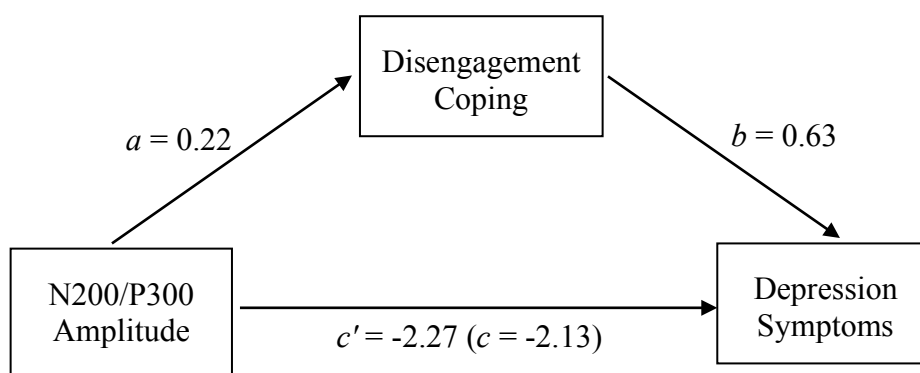 Disengagement
Coping
a = 0.22
b = 0.63
N200/P300
Amplitude
c′ = -2.27 (c = -2.13)
Depression
Symptoms